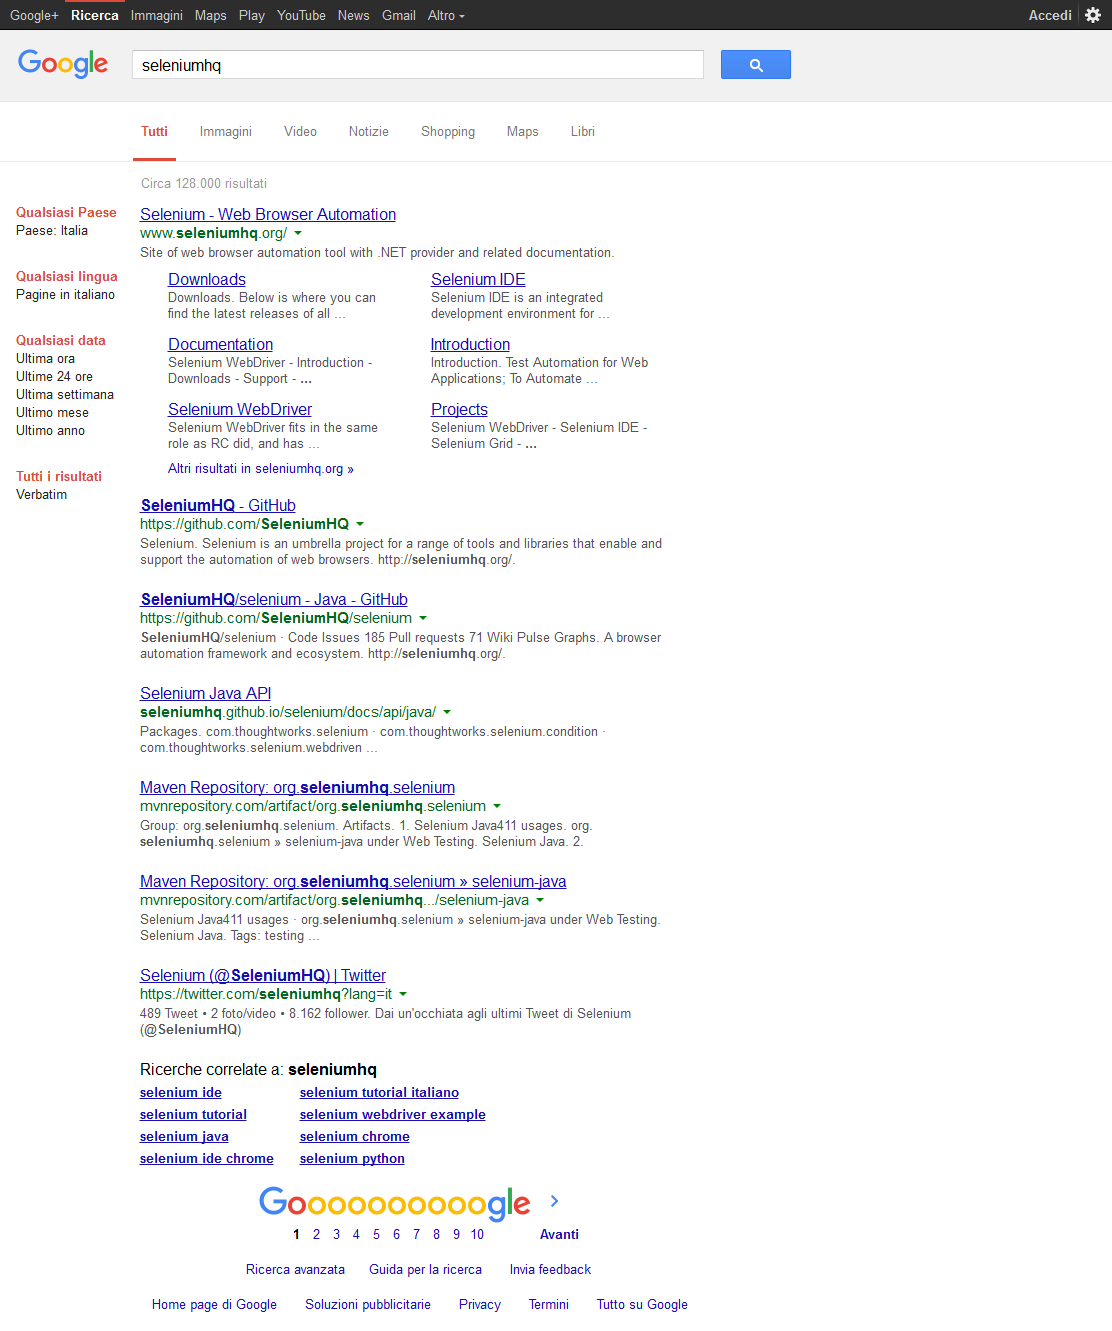 Google+ Ricerca Immagini Maps Play YouTube News Gmail Altro Accedi
Google seleniumhq
Tutti Immagini Video Notizie Shopping Maps Libri
Circa 128.000 risultati
Qualsiasi Paese
Paese: Italia
Qualsiasi lingua
Pagine in italiano
Qualsiasi data
Ultima ora
Ultime 24 ore
Ultima settimana
Ultimo mese
Ultimo anno
Tutti i risultati
Verbatim
Selenium - Web Browser Automation
www.seleniumhq.org/
Site of web browser automation tool with .NET provider and related documentation.
Downloads
Downloads. Below is where you can
find the latest releases of all ...
Selenium IDE
Selenium IDE is an integrated
development environment for ...
Documentation
Selenium WebDriver - Introduction -
Downloads - Support - ...
Introduction
Introduction. Test Automation for Web
Applications; To Automate ...
Selenium WebDriver
Selenium WebDriver fits in the same
role as RC did, and has ...
Projects
Selenium WebDriver - Selenium IDE -
Selenium Grid - ...
Altri risultati in seleniumhq.org »
SeleniumHQ - GitHub
https://github.com/SeleniumHQ
Selenium. Selenium is an umbrella project for a range of tools and libraries that enable and
support the automation of web browsers. http://seleniumhq.org/.
SeleniumHQ/selenium - Java - GitHub
https://github.com/SeleniumHQ/selenium
SeleniumHQ/selenium · Code Issues 185 Pull requests 71 Wiki Pulse Graphs. A browser
automation framework and ecosystem. http://seleniumhq.org/.
Selenium Java API
seleniumhq.github.io/selenium/docs/api/java/
Packages. com.thoughtworks.selenium · com.thoughtworks.selenium.condition ·
com.thoughtworks.selenium.webdriven ...
Maven Repository: org.seleniumhq.selenium
mvnrepository.com/artifact/org.seleniumhq.selenium
Group: org.seleniumhq.selenium. Artifacts. 1. Selenium Java411 usages. org.
seleniumhq.selenium » selenium-java under Web Testing. Selenium Java. 2.
Maven Repository: org.seleniumhq.selenium » selenium-java
mvnrepository.com/artifact/org.seleniumhq.../selenium-java
Selenium Java411 usages · org.seleniumhq.selenium » selenium-java under Web Testing.
Selenium Java. Tags: testing ...
Selenium (@SeleniumHQ) | Twitter
https://twitter.com/seleniumhq?lang=it
489 Tweet • 2 foto/video • 8.162 follower. Dai un'occhiata agli ultimi Tweet di Selenium
(@SeleniumHQ)
Ricerche correlate a: seleniumhq
selenium ide selenium tutorial italiano
selenium tutorial selenium webdriver example
selenium java selenium chrome
selenium ide chrome selenium python
Goooooooooogle
1 2 3 4 5 6 7 8 9 10 Avanti
Ricerca avanzata Guida per la ricerca Invia feedback
Home page di Google Soluzioni pubblicitarie Privacy Termini Tutto su Google